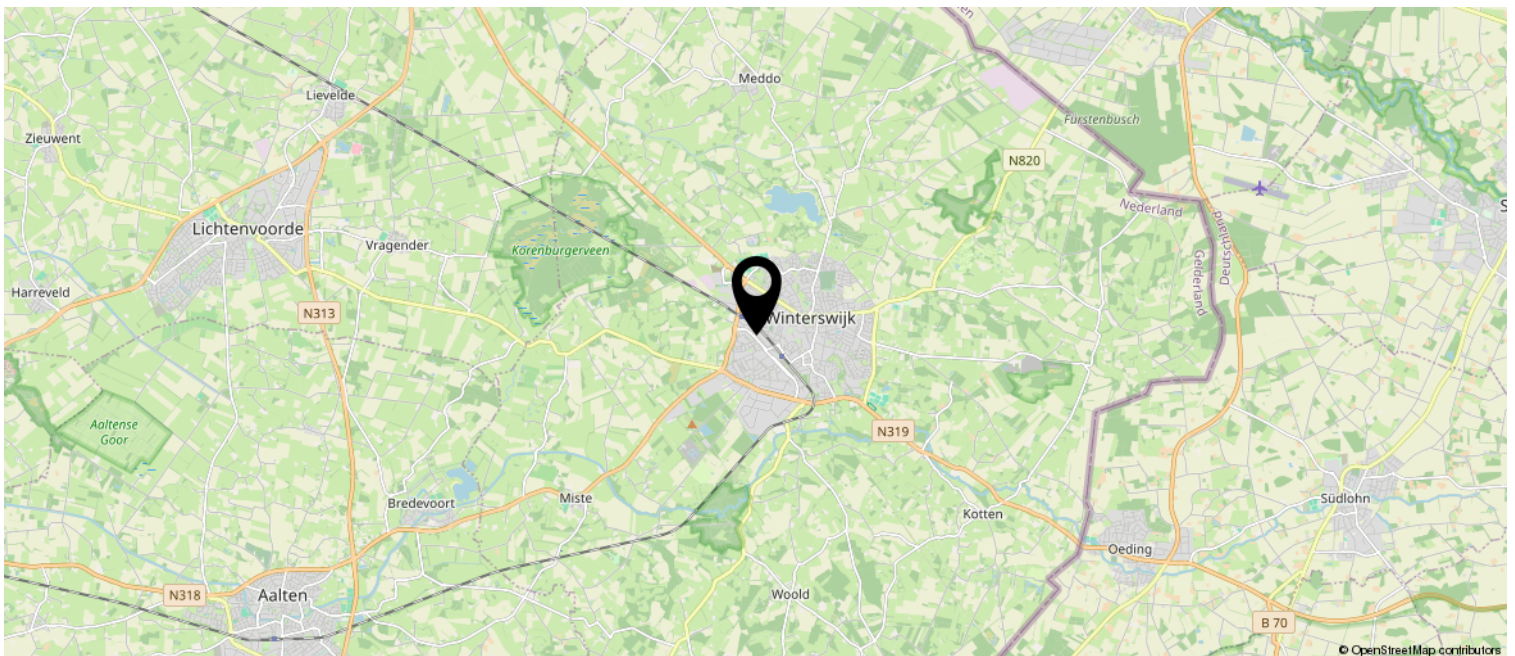 Meddo
Lievelde
Zieuwent
Fürstenbusch
N820
Nederland
Deutschland
Gelderland
Lichtenvoorde
Vragender
Korenburgerveen
Harreveld
N313
Winterswijk
Aaltense
Goor
N319
Bredevoort
Miste
Kotten
Südlohn
Oeding
N318
Aalten
Woold
B 70
© OpenStreetMap contributors